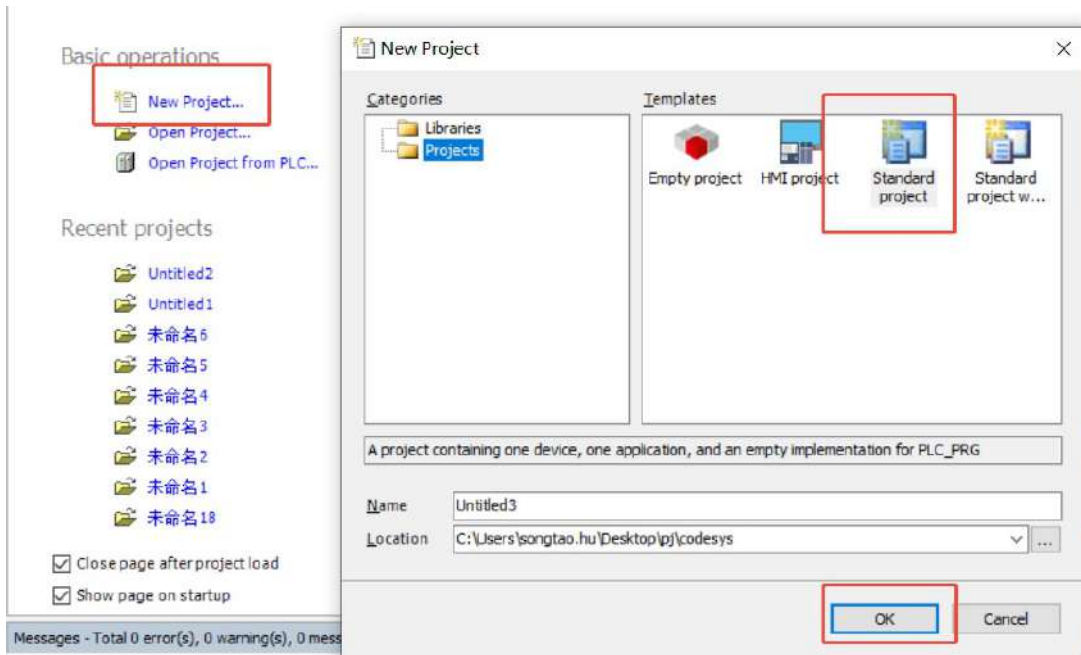 Basic operations
New Project...
Open Project...
Open Project from PLC...
Recent projects
Untitled2
Untitled1
未命名6
未命名5
未命名4
未命名3
未命名2
未命名1
未命名18
Close page after project load
Show page on startup
Messages - Total 0 error(s), 0 warning(s), 0 mess
New Project
Categories
Libraries
Projects
Templates
Empty project
HMI project
Standard
project
Standard
project w...
A project containing one device, one application, and an empty implementation for PLC_PRG
Name
Untitled3
Location
C:\Users\songtao.hu\Desktop\pj\codesys
...
OK
Cancel